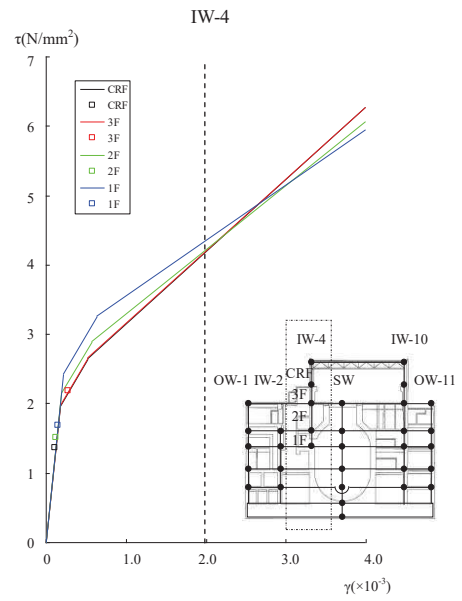 IW-4
τ(N/mm²)
7
6
5
4
3
2
1
0
0
1.0
2.0
3.0
4.0
γ(×10⁻³)
CRF
CRF
3F
3F
2F
2F
1F
1F
IW-4
IW-10
OW-1
IW-2
CRF
SW
OW-11
3F
2F
1F